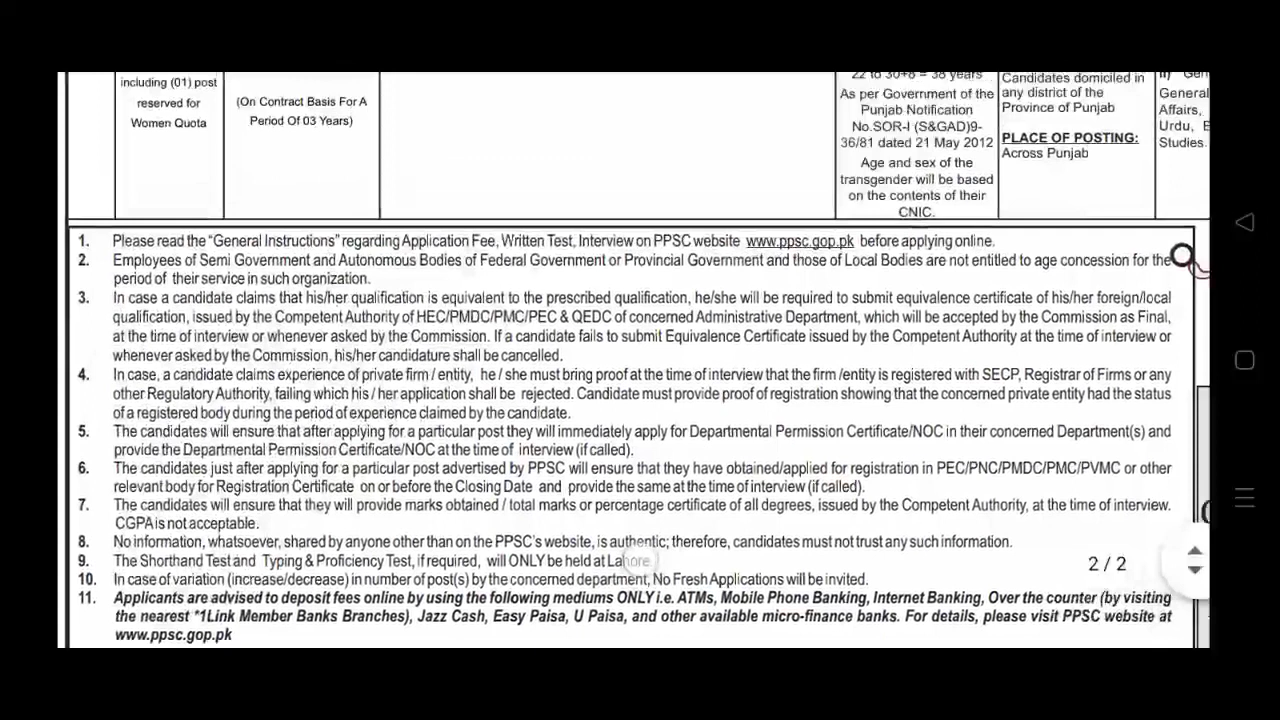 including (01) post
reserved for
Women Quota
(On Contract Basis For A
Period Of 03 Years)
22 to 30+8 = 38 years
As per Government of the
Punjab Notification
No.SOR-I (S&GAD)9-
36/81 dated 21 May 2012
Age and sex of the
transgender will be based
on the contents of their
CNIC.
Candidates domiciled in
any district of the
Province of Punjab
PLACE OF POSTING:
Across Punjab
General
Affairs,
Urdu,
Studies.
1. Please read the “General Instructions” regarding Application Fee, Written Test, Interview on PPSC website www.ppsc.gop.pk before applying online.
2. Employees of Semi Government and Autonomous Bodies of Federal Government or Provincial Government and those of Local Bodies are not entitled to age concession for the
period of their service in such organization.
3. In case a candidate claims that his/her qualification is equivalent to the prescribed qualification, he/she will be required to submit equivalence certificate of his/her foreign/local
qualification, issued by the Competent Authority of HEC/PMDC/PMC/PEC & QEDC of concerned Administrative Department, which will be accepted by the Commission as Final,
at the time of interview or whenever asked by the Commission. If a candidate fails to submit Equivalence Certificate issued by the Competent Authority at the time of interview or
whenever asked by the Commission, his/her candidature shall be cancelled.
4. In case, a candidate claims experience of private firm / entity, he / she must bring proof at the time of interview that the firm /entity is registered with SECP, Registrar of Firms or any
other Regulatory Authority, failing which his / her application shall be rejected. Candidate must provide proof of registration showing that the concerned private entity had the status
of a registered body during the period of experience claimed by the candidate.
5. The candidates will ensure that after applying for a particular post they will immediately apply for Departmental Permission Certificate/NOC in their concerned Department(s) and
provide the Departmental Permission Certificate/NOC at the time of interview (if called).
6. The candidates just after applying for a particular post advertised by PPSC will ensure that they have obtained/applied for registration in PEC/PNC/PMDC/PMC/PVMC or other
relevant body for Registration Certificate on or before the Closing Date and provide the same at the time of interview (if called).
7. The candidates will ensure that they will provide marks obtained / total marks or percentage certificate of all degrees, issued by the Competent Authority, at the time of interview.
CGPA is not acceptable.
8. No information, whatsoever, shared by anyone other than on the PPSC's website, is authentic; therefore, candidates must not trust any such information.
9. The Shorthand Test and Typing & Proficiency Test, if required, will ONLY be held at Lahore.
2 / 2
10. In case of variation (increase/decrease) in number of post(s) by the concerned department, No Fresh Applications will be invited.
11. Applicants are advised to deposit fees online by using the following mediums ONLY i.e. ATMs, Mobile Phone Banking, Internet Banking, Over the counter (by visiting
the nearest *1Link Member Banks Branches), Jazz Cash, Easy Paisa, U Paisa, and other available micro-finance banks. For details, please visit PPSC website at
www.ppsc.gop.pk